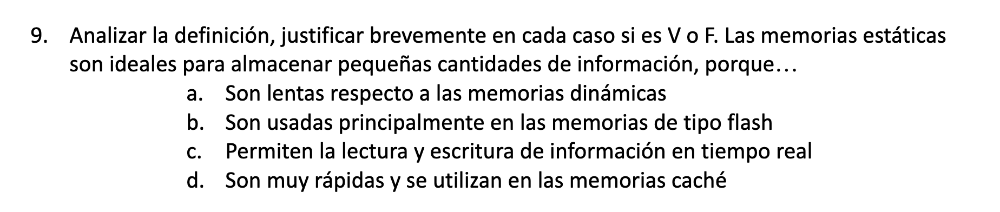 9. Analizar la definición, justificar brevemente en cada caso si es V o F. Las memorias estáticas
son ideales para almacenar pequeñas cantidades de información, porque…
a. Son lentas respecto a las memorias dinámicas
b. Son usadas principalmente en las memorias de tipo flash
c. Permiten la lectura y escritura de información en tiempo real
d. Son muy rápidas y se utilizan en las memorias caché